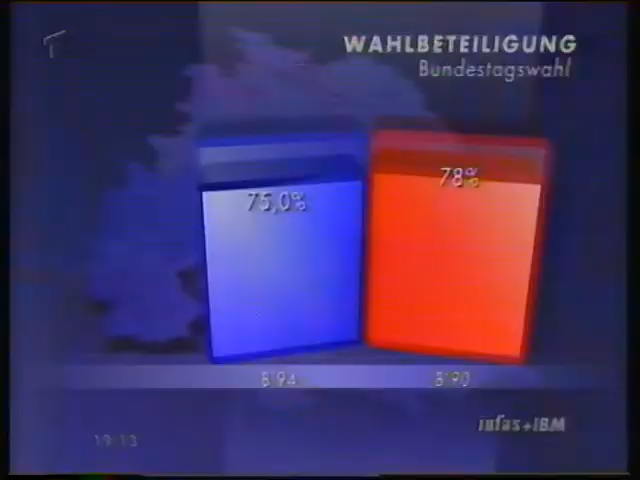 WAHLBETEILIGUNG
Bundestagswahl
75,0%
78%
B'94
B'90
infas+IBM
19:13